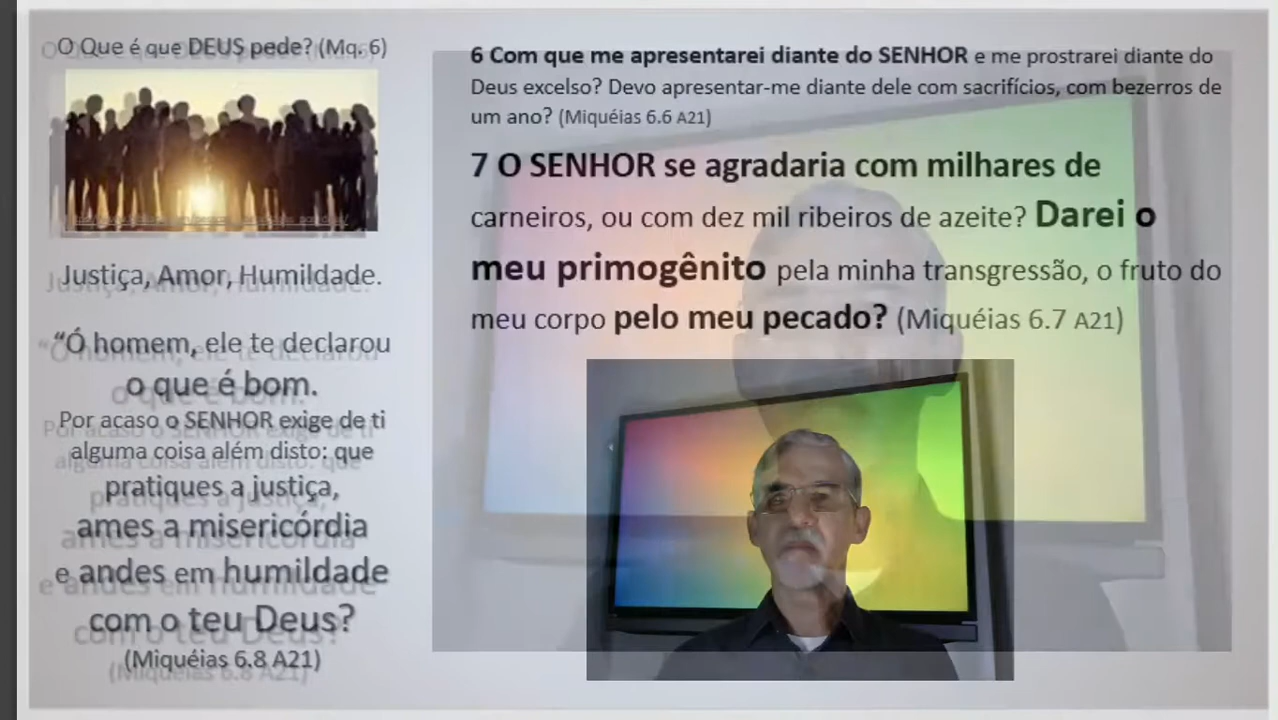 O Que é que DEUS pede? (Mq. 6)
Justiça, Amor, Humildade.
“Ó homem, ele te declarou
o que é bom.
Por acaso o SENHOR exige de ti
alguma coisa além disto: que
pratiques a justiça,
ames a misericórdia
e andes em humildade
com o teu Deus?
(Miquéias 6.8 A21)
6 Com que me apresentarei diante do SENHOR e me prostrarei diante do
Deus excelso? Devo apresentar-me diante dele com sacrifícios, com bezerros de
um ano? (Miquéias 6.6 A21)
7 O SENHOR se agradaria com milhares de
carneiros, ou com dez mil ribeiros de azeite? Darei o
meu primogênito pela minha transgressão, o fruto do
meu corpo pelo meu pecado? (Miquéias 6.7 A21)